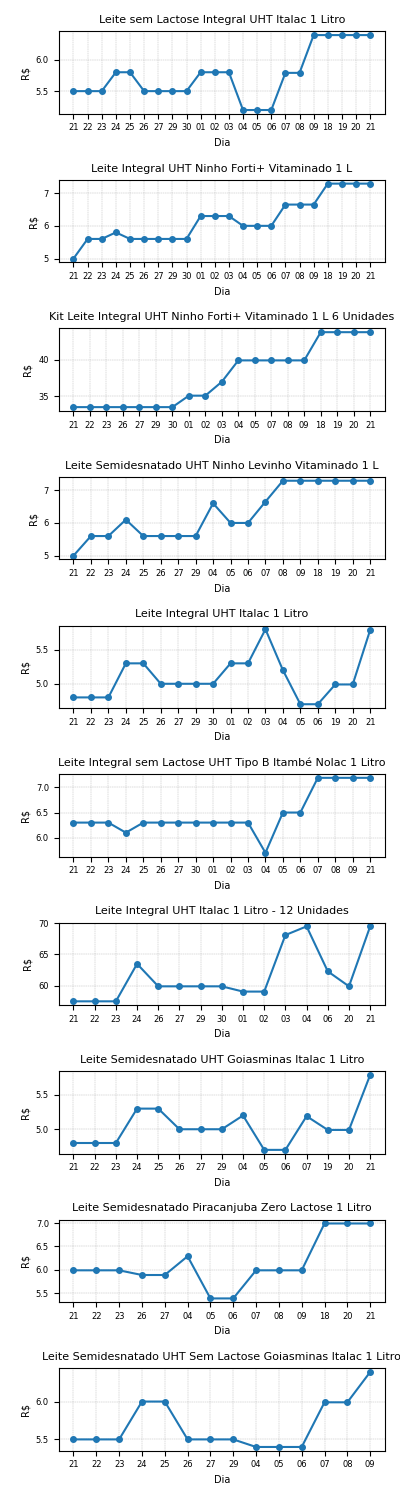 Leite sem Lactose Integral UHT Italac 1 Litro
6.0
5.5
R$
21 22 23 24 25 26 27 29 30 01 02 03 04 05 06 07 08 09 18 19 20 21
Dia
Leite Integral UHT Ninho Forti+ Vitaminado 1 L
7
6
5
R$
21 22 23 24 25 26 27 29 30 01 02 03 04 05 06 07 08 09 18 19 20 21
Dia
Kit Leite Integral UHT Ninho Forti+ Vitaminado 1 L 6 Unidades
40
35
R$
21 22 23 26 27 29 30 01 02 03 04 05 06 07 08 09 18 19 20 21
Dia
Leite Semidesnatado UHT Ninho Levinho Vitaminado 1 L
7
6
5
R$
21 22 23 24 25 26 27 29 04 05 06 07 08 09 18 19 20 21
Dia
Leite Integral UHT Italac 1 Litro
5.5
5.0
R$
21 22 23 24 25 26 27 29 30 01 02 03 04 05 06 19 20 21
Dia
Leite Integral sem Lactose UHT Tipo B Itambé Nolac 1 Litro
7.0
6.5
6.0
R$
21 22 23 24 25 26 27 29 30 01 02 03 04 05 06 07 08 09 21
Dia
Leite Integral UHT Italac 1 Litro - 12 Unidades
70
65
60
R$
21 22 23 24 26 27 29 30 01 02 03 04 06 20 21
Dia
Leite Semidesnatado UHT Goiasminas Italac 1 Litro
5.5
5.0
R$
21 22 23 24 25 26 27 29 04 05 06 07 19 20 21
Dia
Leite Semidesnatado Piracanjuba Zero Lactose 1 Litro
7.0
6.5
6.0
5.5
R$
21 22 23 26 27 04 05 06 07 08 09 18 20 21
Dia
Leite Semidesnatado UHT Sem Lactose Goiasminas Italac 1 Litro
6.0
5.5
R$
21 22 23 24 25 26 27 29 04 05 06 07 08 09
Dia